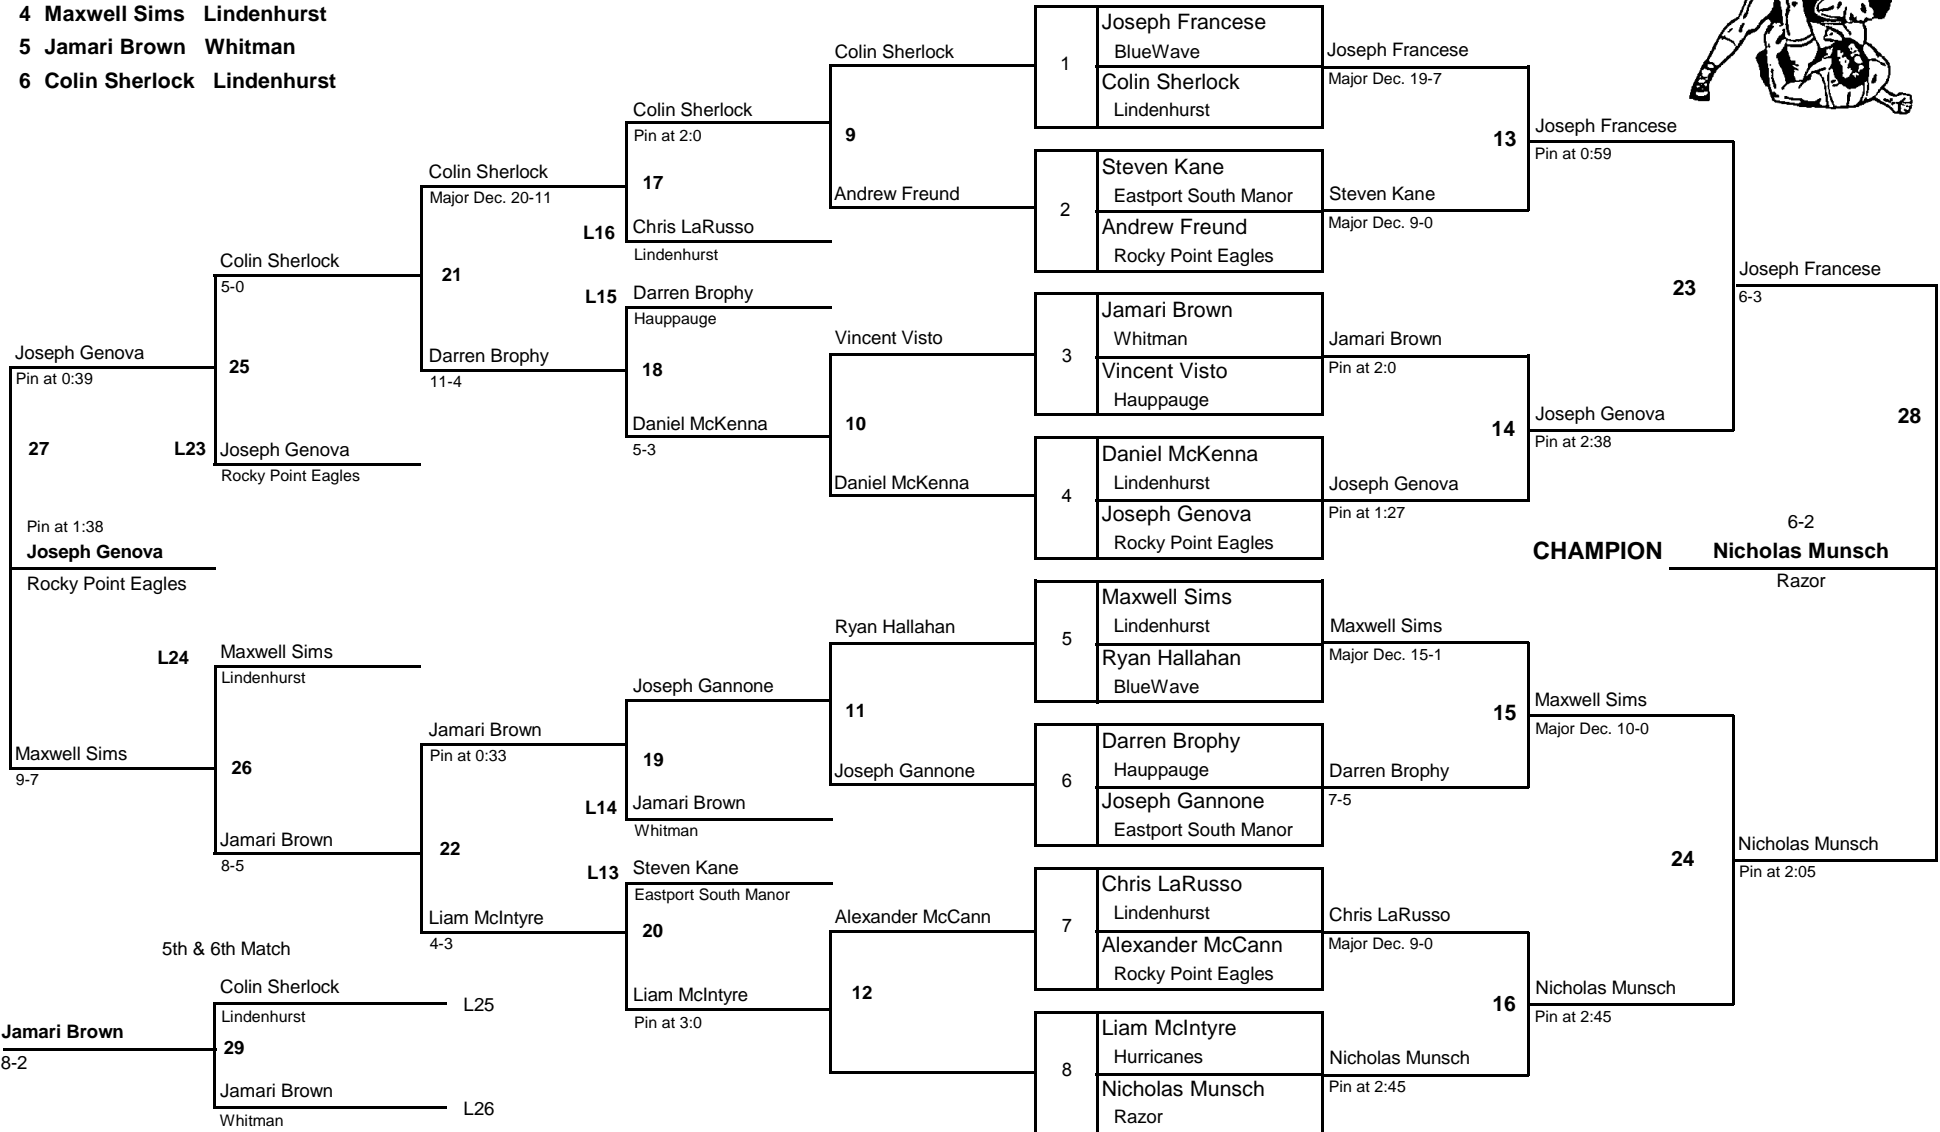 4 Maxwell Sims Lindenhurst
5 Jamari Brown Whitman
6 Colin Sherlock Lindenhurst
Joseph Genova
Pin at 0:39
27
Pin at 1:38
Joseph Genova
Rocky Point Eagles
Maxwell Sims
9-7
5th & 6th Match
Jamari Brown
8-2
Colin Sherlock
5-0
25
L23
Joseph Genova
Rocky Point Eagles
L24
Maxwell Sims
Lindenhurst
26
Jamari Brown
8-5
Colin Sherlock
L25
Lindenhurst
29
Jamari Brown
L26
Whitman
Colin Sherlock
Major Dec. 20-11
21
Darren Brophy
11-4
Jamari Brown
Pin at 0:33
22
Liam McIntyre
4-3
Colin Sherlock
Pin at 2:0
17
L16
Chris LaRusso
Lindenhurst
L15
Darren Brophy
Hauppauge
18
Daniel McKenna
5-3
Joseph Gannone
19
L14
Jamari Brown
Whitman
L13
Steven Kane
Eastport South Manor
20
Liam McIntyre
Pin at 3:0
Colin Sherlock
9
Andrew Freund
Vincent Visto
10
Daniel McKenna
Ryan Hallahan
11
Joseph Gannone
Alexander McCann
12
1
Joseph Francese
BlueWave
Colin Sherlock
Lindenhurst
2
Steven Kane
Eastport South Manor
Andrew Freund
Rocky Point Eagles
3
Jamari Brown
Whitman
Vincent Visto
Hauppauge
4
Daniel McKenna
Lindenhurst
Joseph Genova
Rocky Point Eagles
5
Maxwell Sims
Lindenhurst
Ryan Hallahan
BlueWave
6
Darren Brophy
Hauppauge
Joseph Gannone
Eastport South Manor
7
Chris LaRusso
Lindenhurst
Alexander McCann
Rocky Point Eagles
8
Liam McIntyre
Hurricanes
Nicholas Munsch
Razor
Joseph Francese
Major Dec. 19-7
13
Steven Kane
Major Dec. 9-0
Jamari Brown
Pin at 2:0
14
Joseph Genova
Pin at 1:27
Maxwell Sims
Major Dec. 15-1
15
Darren Brophy
7-5
Chris LaRusso
Major Dec. 9-0
16
Nicholas Munsch
Pin at 2:45
Joseph Francese
Pin at 0:59
23
Joseph Genova
Pin at 2:38
Maxwell Sims
Major Dec. 10-0
24
Nicholas Munsch
Pin at 2:45
Joseph Francese
6-3
28
6-2
CHAMPION Nicholas Munsch
Razor
Nicholas Munsch
Pin at 2:05